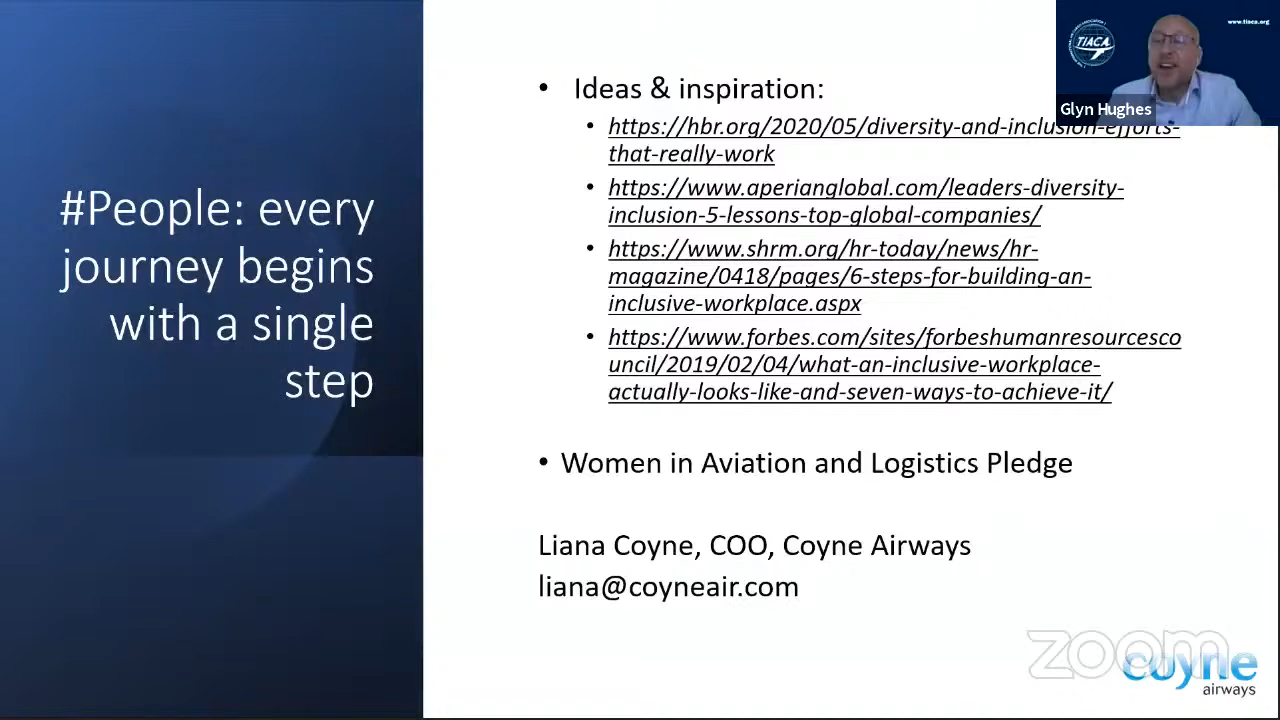 #People: every
journey begins
with a single
step
• Ideas & inspiration:
• https://hbr.org/2020/05/diversity-and-inclusion-efforts-
that-really-work
• https://www.aperianglobal.com/leaders-diversity-
inclusion-5-lessons-top-global-companies/
• https://www.shrm.org/hr-today/news/hr-
magazine/0418/pages/6-steps-for-building-an-
inclusive-workplace.aspx
• https://www.forbes.com/sites/forbeshumanresourcesco
uncil/2019/02/04/what-an-inclusive-workplace-
actually-looks-like-and-seven-ways-to-achieve-it/
• Women in Aviation and Logistics Pledge
Liana Coyne, COO, Coyne Airways
liana@coyneair.com
www.tiaca.org
TIACA
Glyn Hughes
zoom
coyne
airways